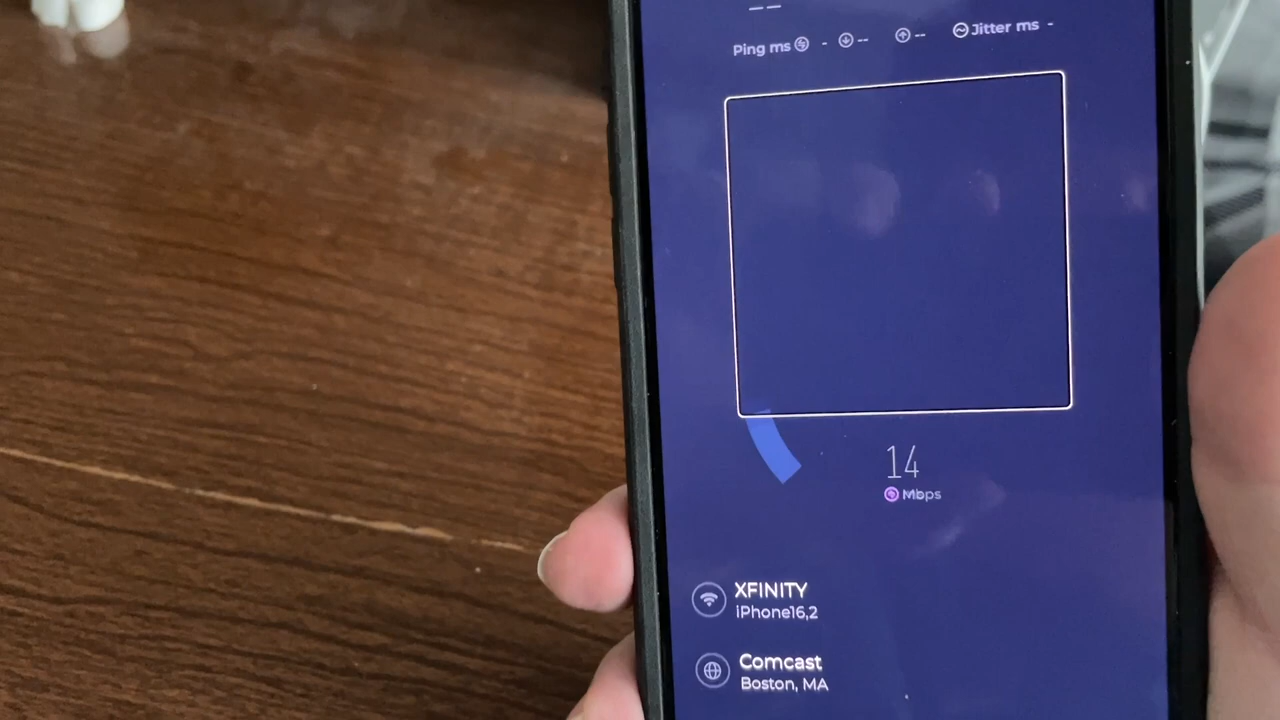 Ping ms - -- -- Jitter ms -
14
Mbps
XFINITY
iPhone16,2
Comcast
Boston, MA